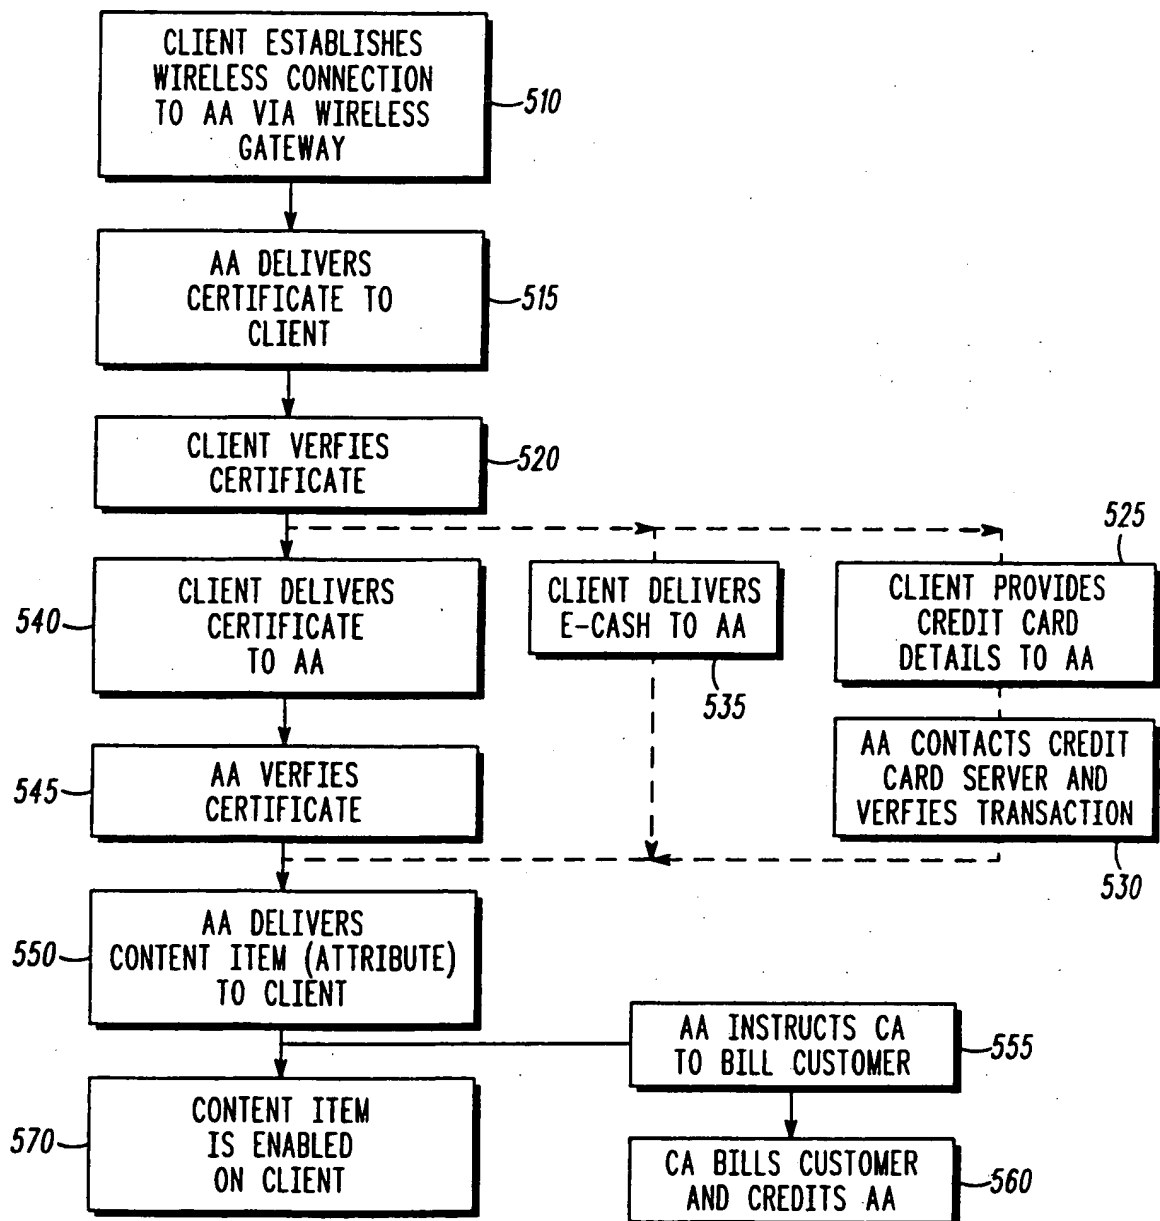 CLIENT ESTABLISHES
WIRELESS CONNECTION
TO AA VIA WIRELESS
GATEWAY
510
AA DELIVERS
CERTIFICATE TO
CLIENT
515
CLIENT VERFIES
CERTIFICATE
520
525
540
CLIENT DELIVERS
CERTIFICATE
TO AA
CLIENT DELIVERS
E-CASH TO AA
535
CLIENT PROVIDES
CREDIT CARD
DETAILS TO AA
545
AA VERFIES
CERTIFICATE
AA CONTACTS CREDIT
CARD SERVER AND
VERFIES TRANSACTION
530
550
AA DELIVERS
CONTENT ITEM (ATTRIBUTE)
TO CLIENT
AA INSTRUCTS CA
TO BILL CUSTOMER
555
570
CONTENT ITEM
IS ENABLED
ON CLIENT
CA BILLS CUSTOMER
AND CREDITS AA
560